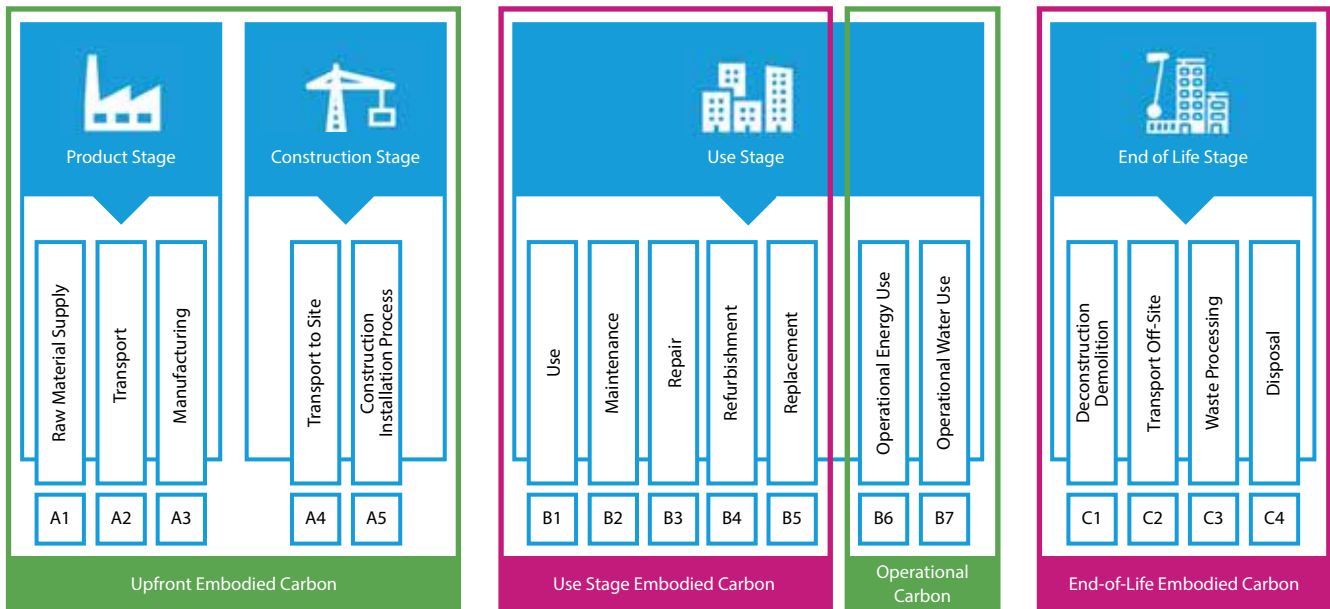 Product Stage
Construction Stage
Use Stage
End of Life Stage
Raw Material Supply
Transport
Manufacturing
Transport to Site
Construction
Installation Process
Use
Maintenance
Repair
Refurbishment
Replacement
Operational Energy Use
Operational Water Use
Deconstruction
Demolition
Transport Off-Site
Waste Processing
Disposal
A1
A2
A3
A4
A5
B1
B2
B3
B4
B5
B6
B7
C1
C2
C3
C4
Upfront Embodied Carbon
Use Stage Embodied Carbon
Operational
Carbon
End-of-Life Embodied Carbon